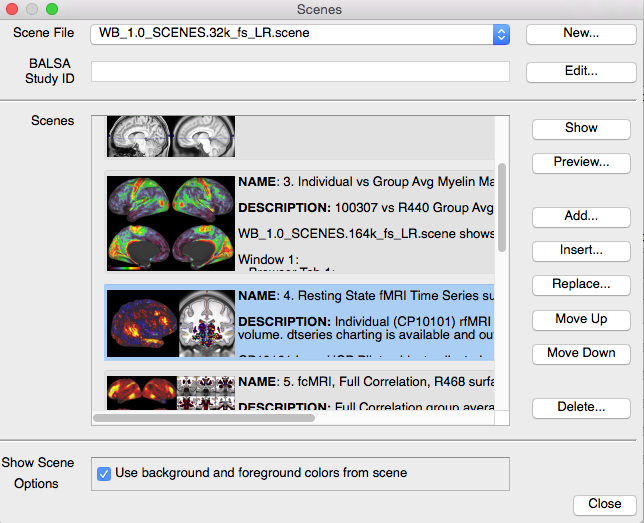 Scenes
Scene File
WB_1.0_SCENES.32k_fs_LR.scene
New...
BALSA
Study ID
Edit...
Scenes
NAME: 3. Individual vs Group Avg Myelin Ma
DESCRIPTION: 100307 vs R440 Group Avg
WB_1.0_SCENES.164k_fs_LR.scene shows
Window 1:
Browser Tab 1:
NAME: 4. Resting State fMRI Time Series su
DESCRIPTION: Individual (CP10101) rfMRI
volume. dtseries charting is available and ou
NAME: 5. fcMRI, Full Correlation, R468 surfa
DESCRIPTION: Full Correlation group avera
Show
Preview...
Add...
Insert...
Replace...
Move Up
Move Down
Delete...
Show Scene
Options
Use background and foreground colors from scene
Close